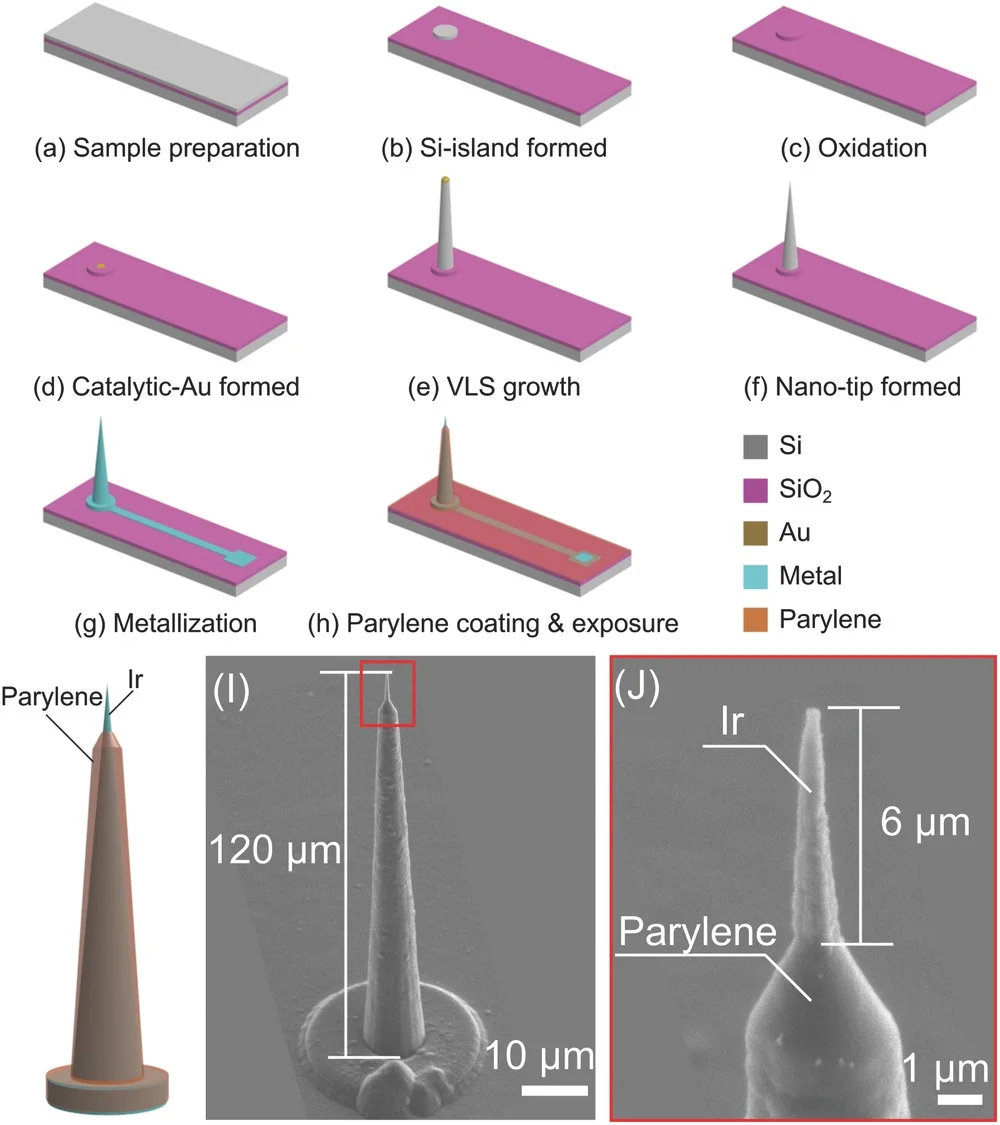 (a) Sample preparation
(b) Si-island formed
(c) Oxidation
(d) Catalytic-Au formed
(e) VLS growth
(f) Nano-tip formed
(g) Metallization
(h) Parylene coating & exposure
Si
SiO₂
Au
Metal
Parylene
Parylene
Ir
(I)
120 μm
10 μm
(J)
Ir
6 μm
Parylene
1 μm